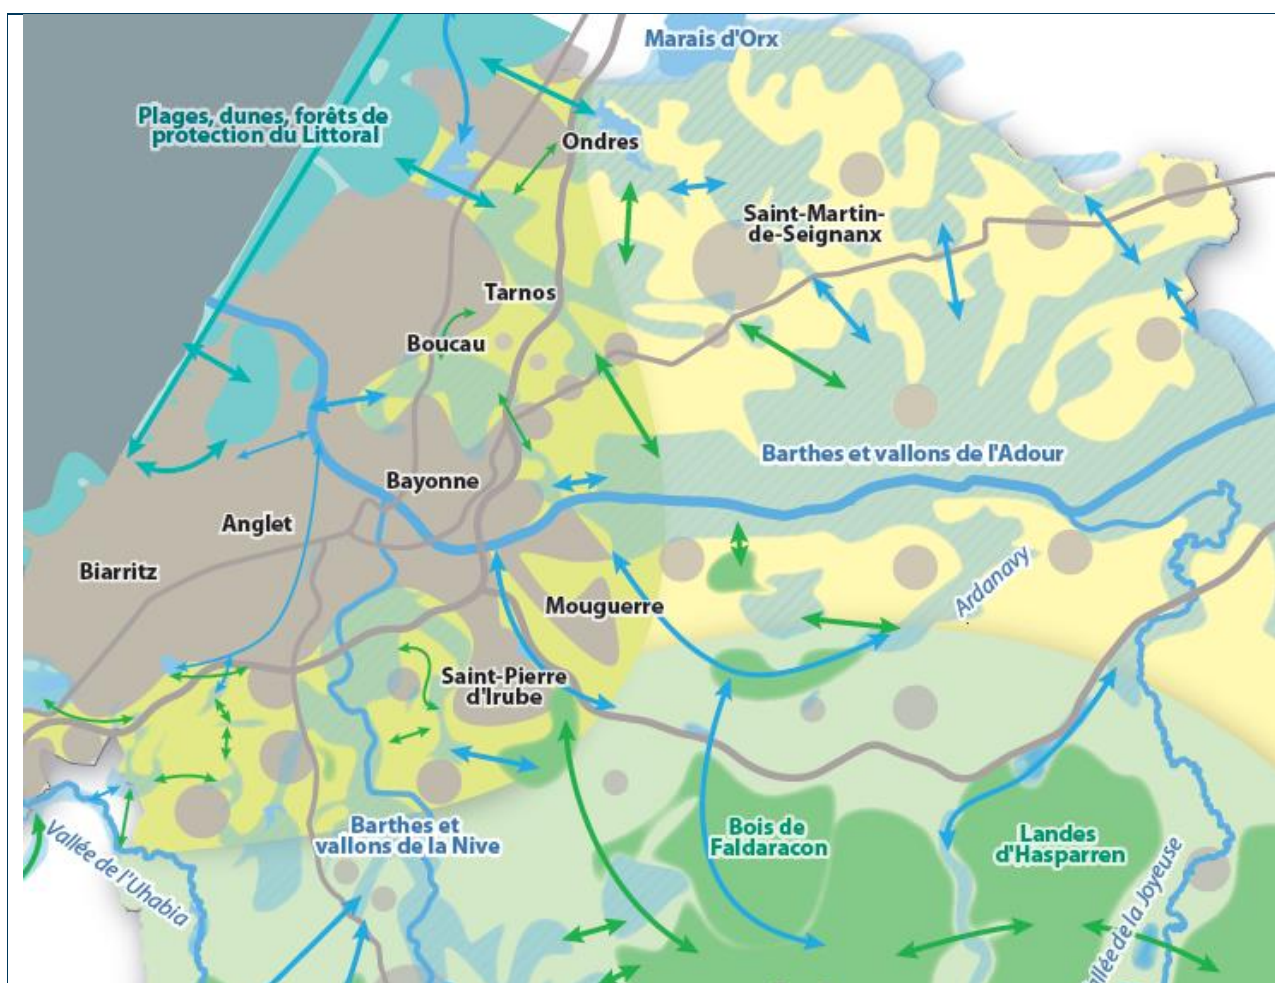 Marais d'Orx
Plages, dunes, forêts de
protection du Littoral
Ondres
Saint-Martin-
de-Seignanx
Tarnos
Boucau
Barthes et vallons de l'Adour
Bayonne
Anglet
Biarritz
Ardanavy
Mouguerre
Saint-Pierre
d'Irube
Barthes et
vallons de la Nive
Bois de
Faldaracon
Landes
d'Hasparren
Vallée de l'Uhabia
allée de la Joyeuse